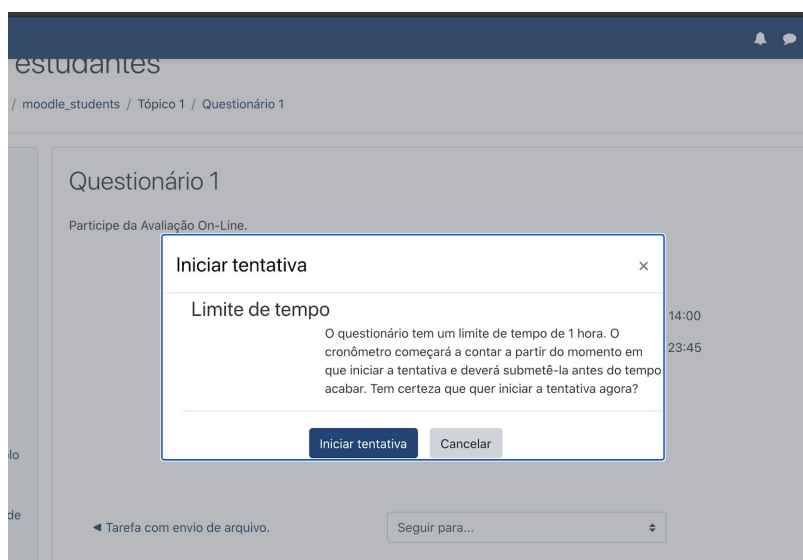 estudantes
/ moodle_students / Tópico 1 / Questionário 1
Questionário 1
Participe da Avaliação On-Line.
Iniciar tentativa ×
Limite de tempo
O questionário tem um limite de tempo de 1 hora. O
cronômetro começará a contar a partir do momento em
que iniciar a tentativa e deverá submetê-la antes do tempo
acabar. Tem certeza que quer iniciar a tentativa agora?
14:00
23:45
Iniciar tentativa Cancelar
de
◄ Tarefa com envio de arquivo. Seguir para...